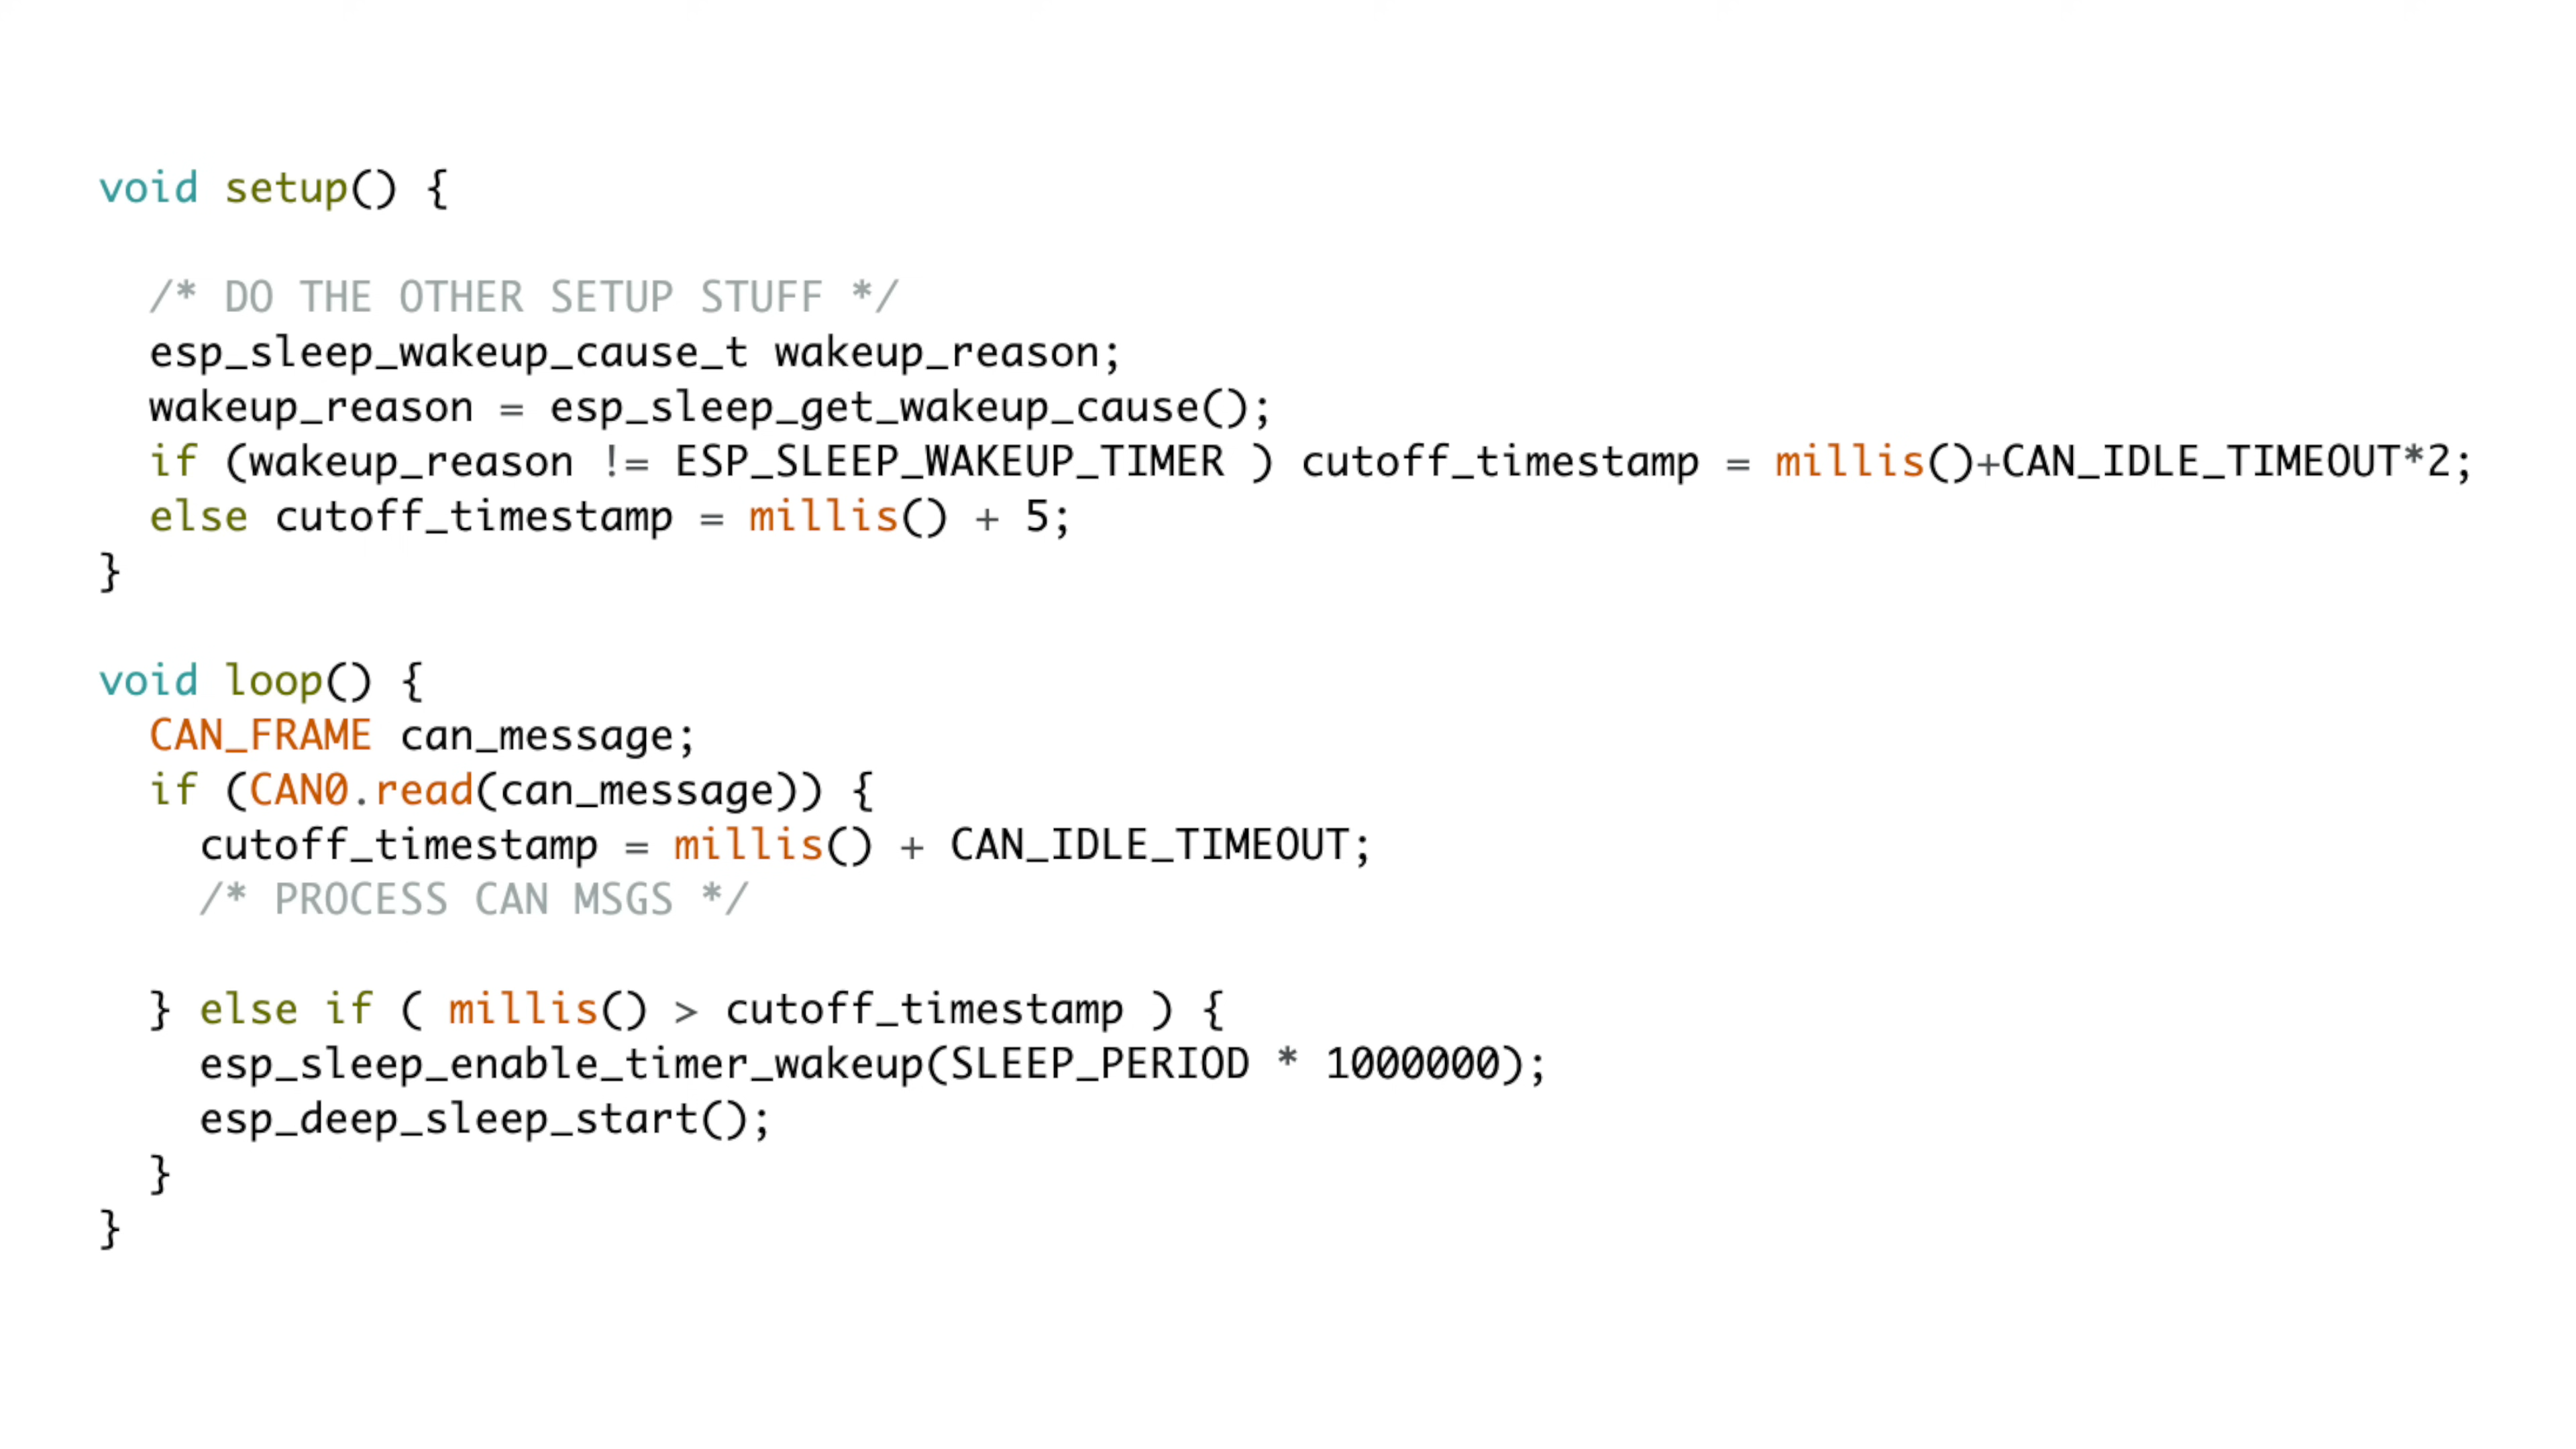 void setup() {
/* DO THE OTHER SETUP STUFF */
esp_sleep_wakeup_cause_t wakeup_reason;
wakeup_reason = esp_sleep_get_wakeup_cause();
if (wakeup_reason != ESP_SLEEP_WAKEUP_TIMER ) cutoff_timestamp = millis()+CAN_IDLE_TIMEOUT*2;
else cutoff_timestamp = millis() + 5;
}
void loop() {
CAN_FRAME can_message;
if (CAN0.read(can_message)) {
cutoff_timestamp = millis() + CAN_IDLE_TIMEOUT;
/* PROCESS CAN MSGS */
} else if ( millis() > cutoff_timestamp ) {
esp_sleep_enable_timer_wakeup(SLEEP_PERIOD * 1000000);
esp_deep_sleep_start();
}
}